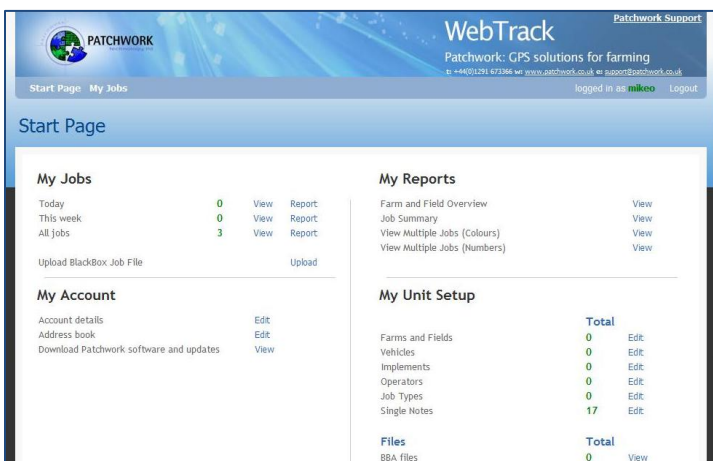 PATCHWORK
WebTrack
Patchwork Support
Patchwork: GPS solutions for farming
t: +44(0)1291 673366 w: www.patchwork.co.uk e: support@patchwork.co.uk
Start Page My Jobs
logged in as mikeo Logout
Start Page
My Jobs
Today 0 View Report
This week 0 View Report
All jobs 3 View Report
Upload BlackBox Job File Upload
My Reports
Farm and Field Overview View
Job Summary View
View Multiple Jobs (Colours) View
View Multiple Jobs (Numbers) View
My Account
Account details Edit
Address book Edit
Download Patchwork software and updates View
My Unit Setup
Total
Farms and Fields 0 Edit
Vehicles 0 Edit
Implements 0 Edit
Operators 0 Edit
Job Types 0 Edit
Single Notes 17 Edit
Files Total
BBA files 0 View